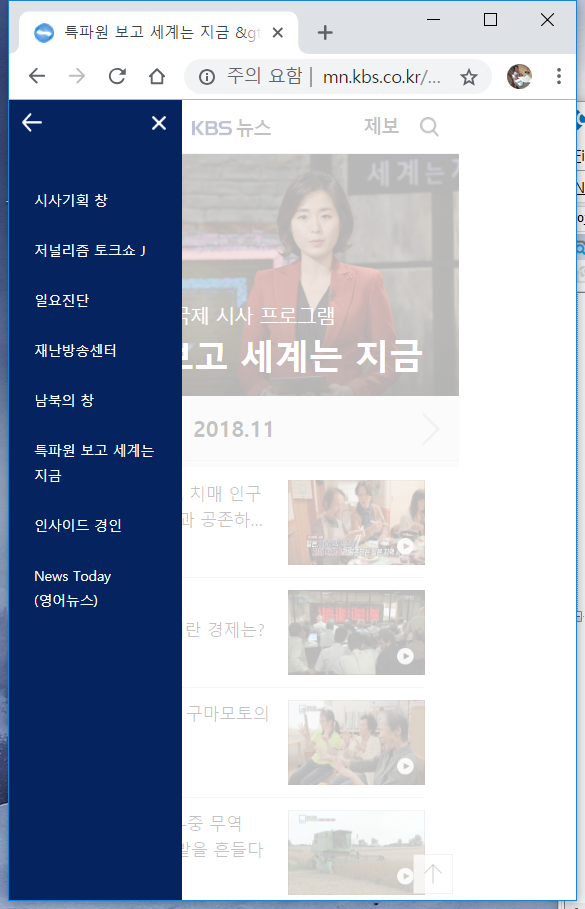 특파원 보고 세계는 지금 &gt
주의 요함 | mn.kbs.co.kr/...
KBS 뉴스
제보
시사기획 창
저널리즘 토크쇼 J
일요진단
재난방송센터
남북의 창
특파원 보고 세계는
지금
인사이드 경인
News Today
(영어뉴스)
세계는
국제 시사 프로그램
보고 세계는 지금
2018.11
치매 인구
과 공존하...
란 경제는?
구마모토의
중 무역
을 흔들다